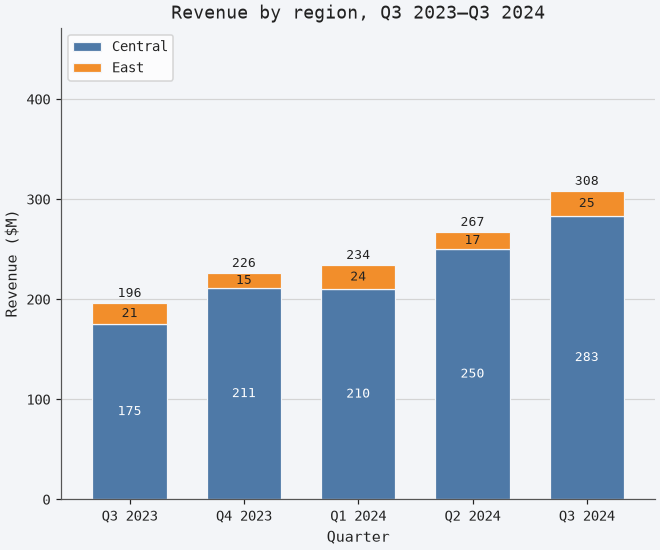 Revenue by region, Q3 2023–Q3 2024
Central
East
Revenue ($M)
400
300
200
100
0
196
21
175
226
15
211
234
24
210
267
17
250
308
25
283
Q3 2023
Q4 2023
Q1 2024
Q2 2024
Q3 2024
Quarter